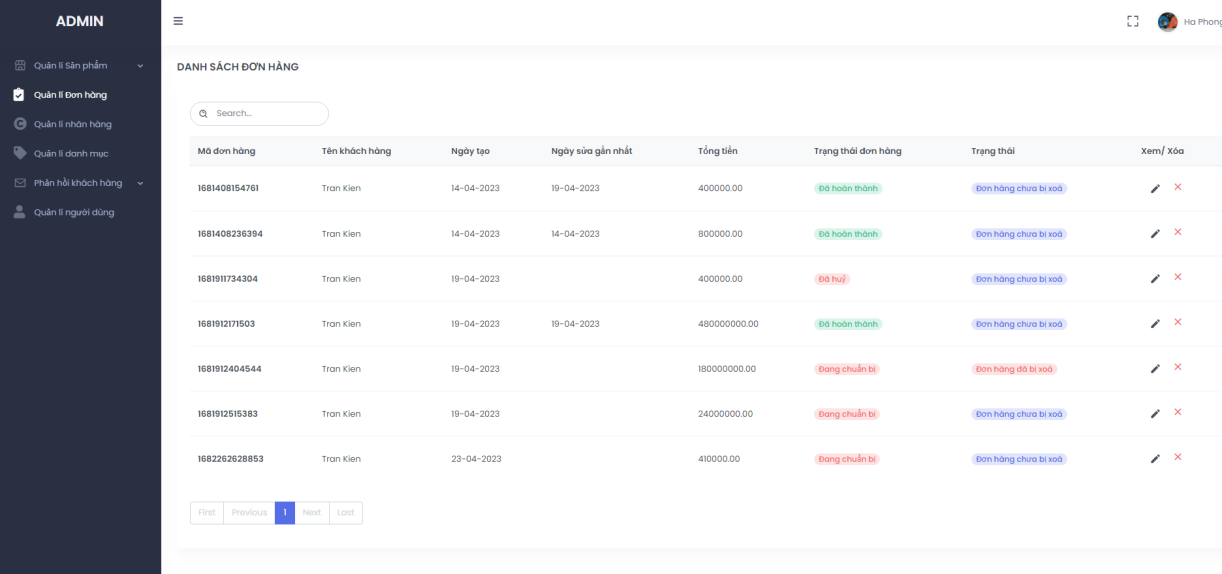 ADMIN
Ha Phong
Quản lí Sản phẩm
Quản lí Đơn hàng
Quản lí nhãn hàng
Quản lí danh mục
Phản hồi khách hàng
Quản lí người dùng
DANH SÁCH ĐƠN HÀNG
Search...
Mã đơn hàng Tên khách hàng Ngày tạo Ngày sửa gần nhất Tổng tiền Trạng thái đơn hàng Trạng thái Xem/ Xóa
1681408154761 Tran Kien 14-04-2023 19-04-2023 400000.00 Đã hoàn thành Đơn hàng chưa bị xoá
1681408236394 Tran Kien 14-04-2023 14-04-2023 800000.00 Đã hoàn thành Đơn hàng chưa bị xoá
1681911734304 Tran Kien 19-04-2023 400000.00 Đã huỷ Đơn hàng chưa bị xoá
1681912171503 Tran Kien 19-04-2023 19-04-2023 480000000.00 Đã hoàn thành Đơn hàng chưa bị xoá
1681912404544 Tran Kien 19-04-2023 180000000.00 Đang chuẩn bị Đơn hàng đã bị xoá
1681912515383 Tran Kien 19-04-2023 24000000.00 Đang chuẩn bị Đơn hàng chưa bị xoá
1682262628853 Tran Kien 23-04-2023 410000.00 Đang chuẩn bị Đơn hàng chưa bị xoá
First Previous 1 Next Last